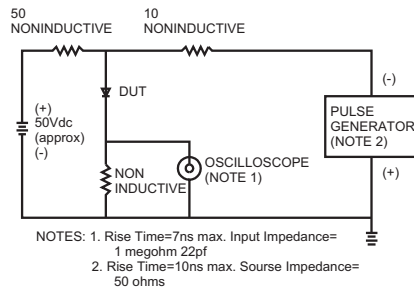 50
NONINDUCTIVE
10
NONINDUCTIVE
DUT
(+)
50Vdc
(approx)
(-)
(-)
PULSE
GENERATOR
(NOTE 2)
(+)
NON
INDUCTIVE
OSCILLOSCOPE
(NOTE 1)
NOTES: 1. Rise Time=7ns max. Input Impedance=
1 megohm 22pf
2. Rise Time=10ns max. Sourse Impedance=
50 ohms